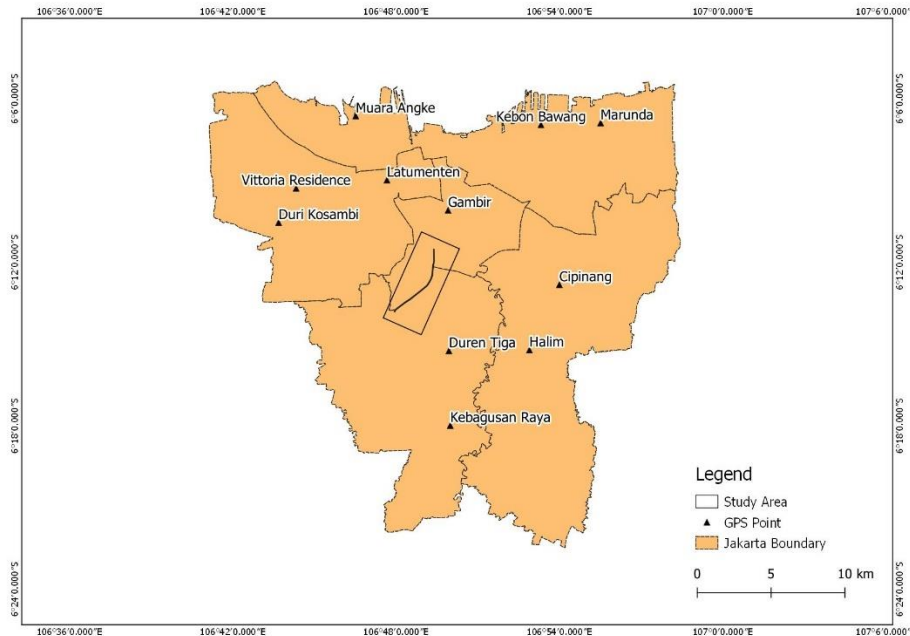 106°36'0.000"E 106°42'0.000"E 106°48'0.000"E 106°54'0.000"E 107°0'0.000"E 107°6'0.000"E
6°6'0.000"S 6°6'0.000"S
Muara Angke
Kebon Bawang
Marunda
Latumenten
Vittoria Residence
Gambir
Duri Kosambi
6°12'0.000"S 6°12'0.000"S
Cipinang
Duren Tiga
Halim
Kebagusan Raya
6°18'0.000"S 6°18'0.000"S
Legend
Study Area
GPS Point
Jakarta Boundary
0 5 10 km
6°24'0.000"S 6°24'0.000"S
106°36'0.000"E 106°42'0.000"E 106°48'0.000"E 106°54'0.000"E 107°0'0.000"E 107°6'0.000"E